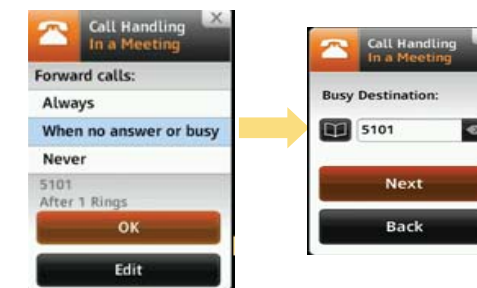 Call Handling
In a Meeting
X
Forward calls:
Always
When no answer or busy
Never
5101
After 1 Rings
OK
Edit
Call Handling
In a Meeting
Busy Destination:
5101
Next
Back